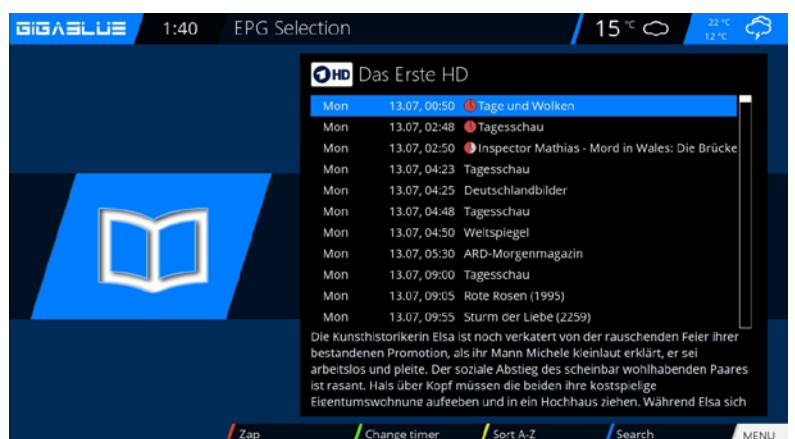 GIGABLUE 1:40 EPG Selection 15 °C 22 °C
12 °C
HD Das Erste HD
Mon 13.07, 00:50 Tage und Wolken
Mon 13.07, 02:48 Tagesschau
Mon 13.07, 02:50 Inspector Mathias - Mord in Wales: Die Brücke
Mon 13.07, 04:23 Tagesschau
Mon 13.07, 04:25 Deutschlandbilder
Mon 13.07, 04:48 Tagesschau
Mon 13.07, 04:50 Weltspiegel
Mon 13.07, 05:30 ARD-Morgenmagazin
Mon 13.07, 09:00 Tagesschau
Mon 13.07, 09:05 Rote Rosen (1995)
Mon 13.07, 09:55 Sturm der Liebe (2259)
Die Kunsthistorikerin Elsa ist noch verkatert von der rauschenden Feier ihrer
bestandenen Promotion, als ihr Mann Michele kleinlaut erklärt, er sei
arbeitslos und pleite. Der soziale Abstieg des scheinbar wohlhabenden Paares
ist rasant. Hals über Kopf müssen die beiden ihre kostspielige
Eigentumswohnung aufgeben und in ein Hochhaus ziehen. Während Elsa sich
Zap Change timer Sort A-Z Search MENU